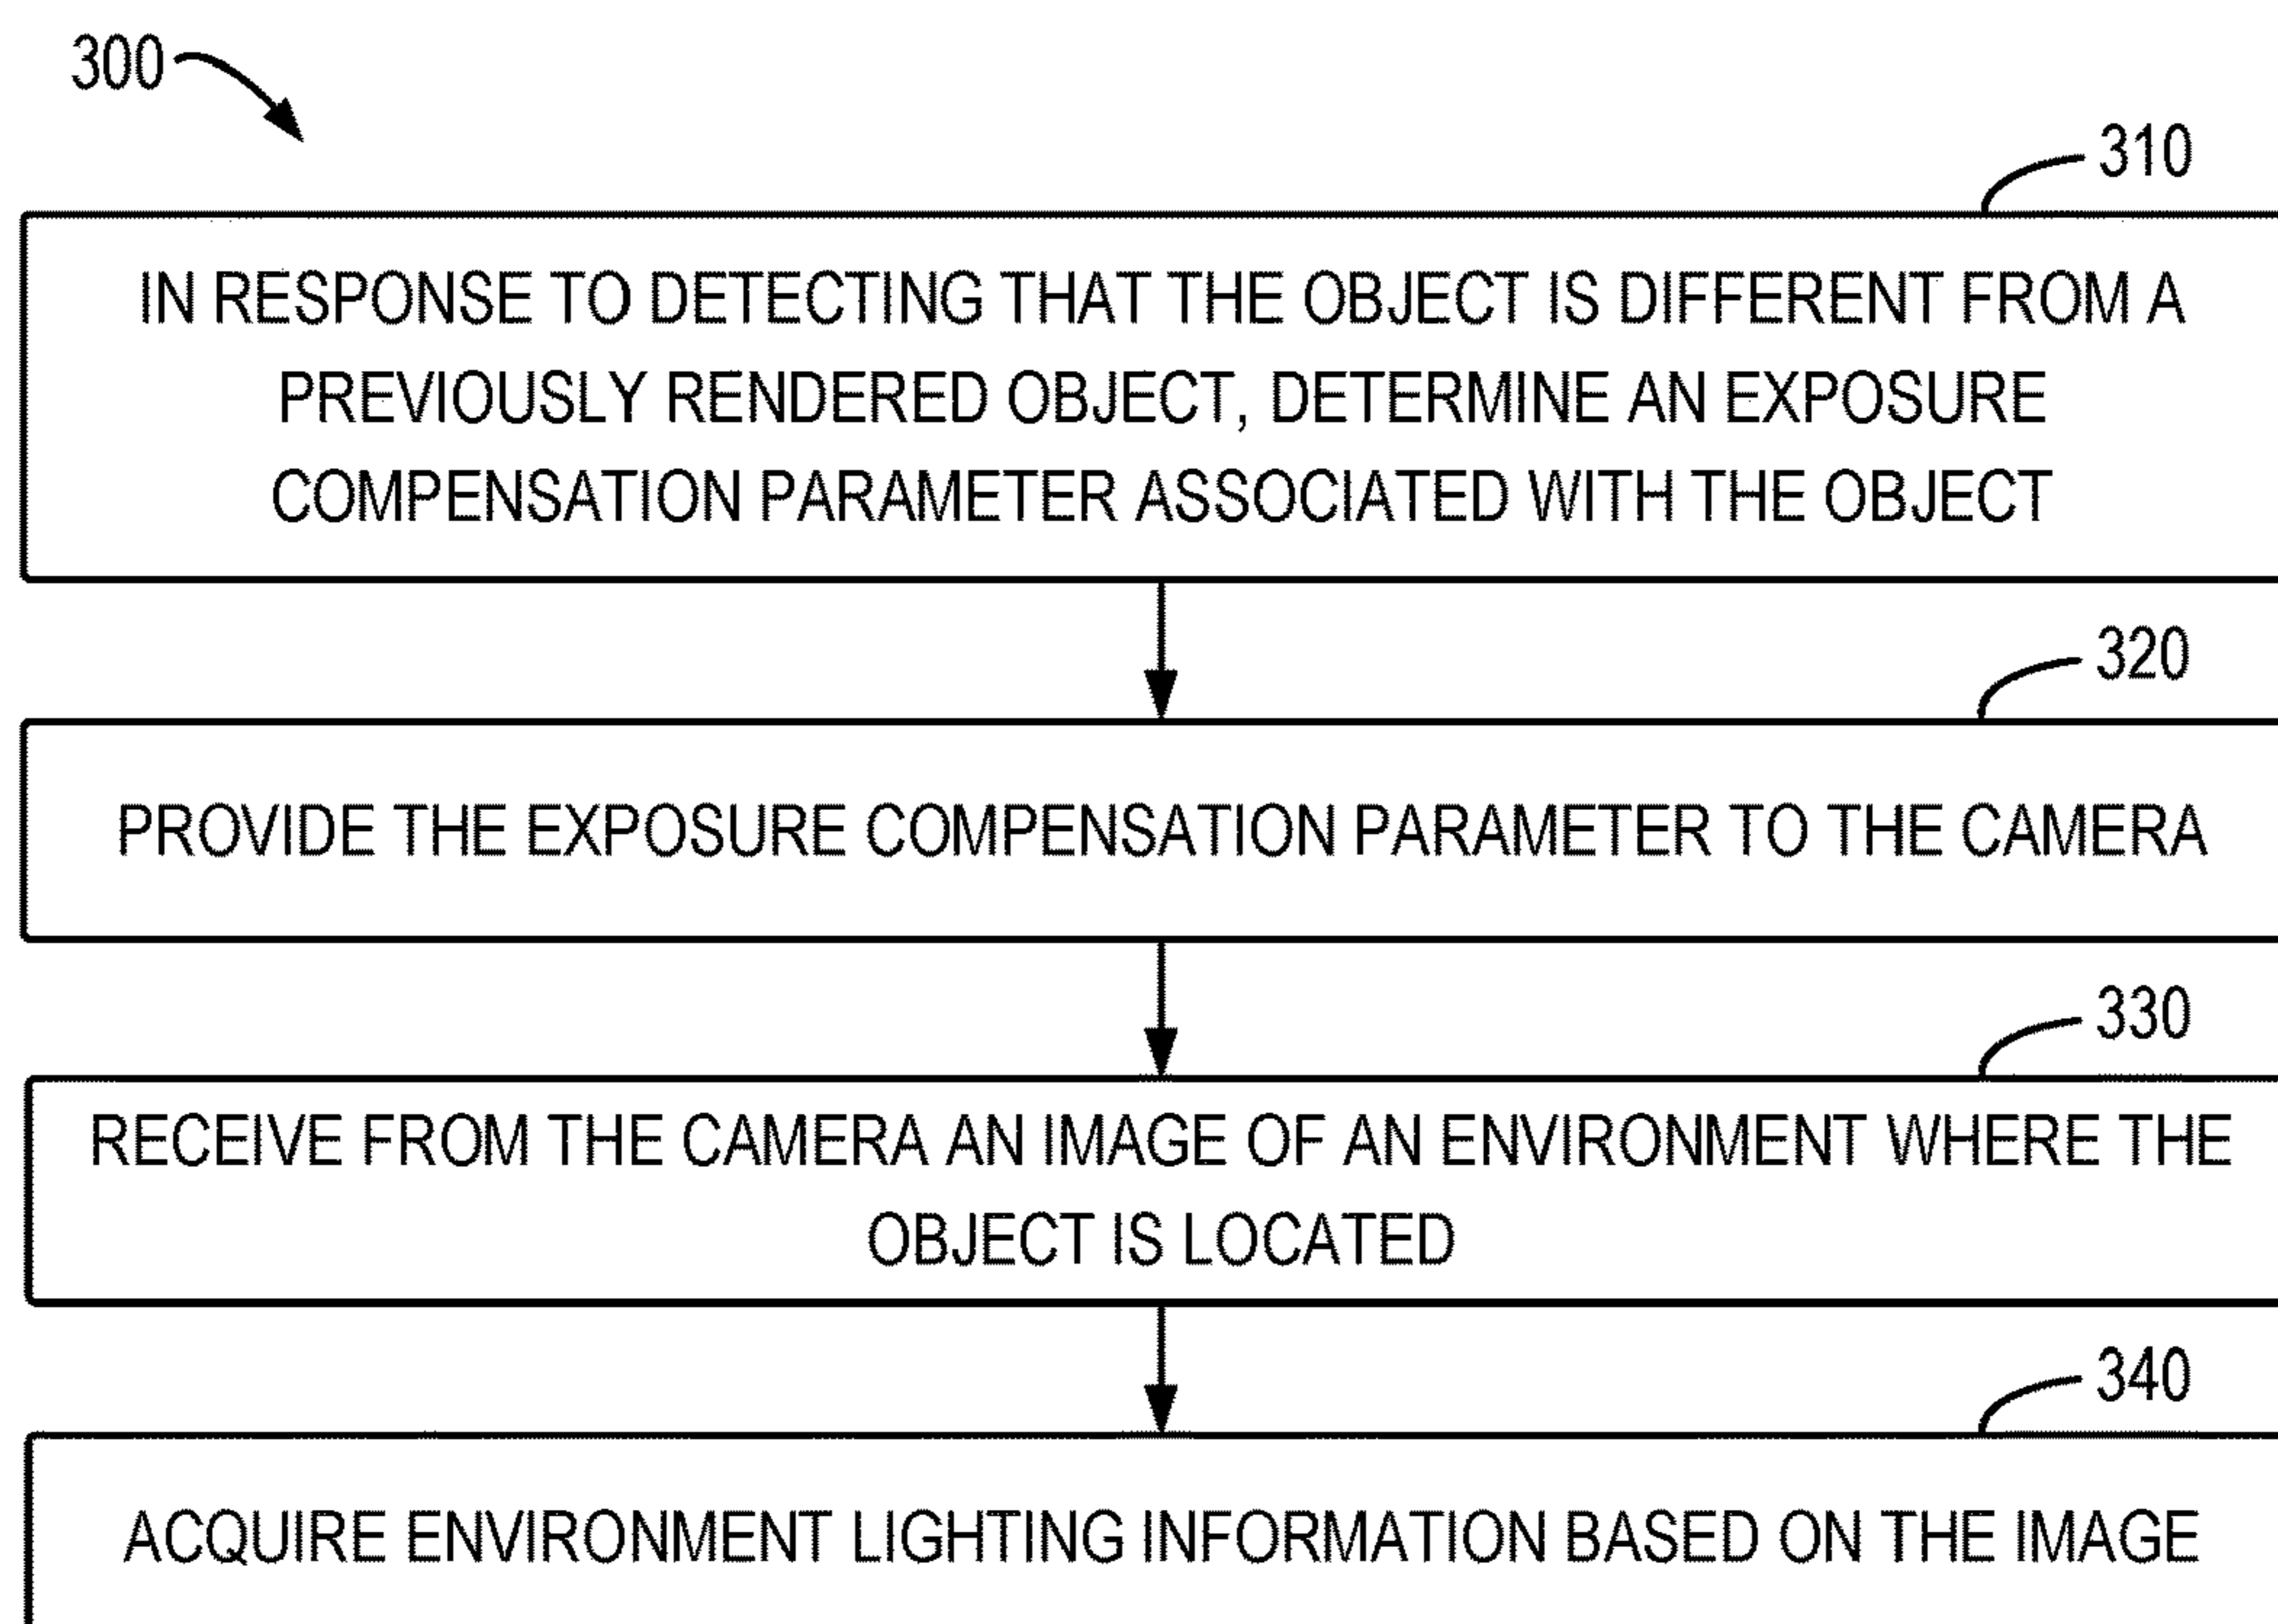 300
310
IN RESPONSE TO DETECTING THAT THE OBJECT IS DIFFERENT FROM A
PREVIOUSLY RENDERED OBJECT, DETERMINE AN EXPOSURE
COMPENSATION PARAMETER ASSOCIATED WITH THE OBJECT
320
PROVIDE THE EXPOSURE COMPENSATION PARAMETER TO THE CAMERA
330
RECEIVE FROM THE CAMERA AN IMAGE OF AN ENVIRONMENT WHERE THE
OBJECT IS LOCATED
340
ACQUIRE ENVIRONMENT LIGHTING INFORMATION BASED ON THE IMAGE